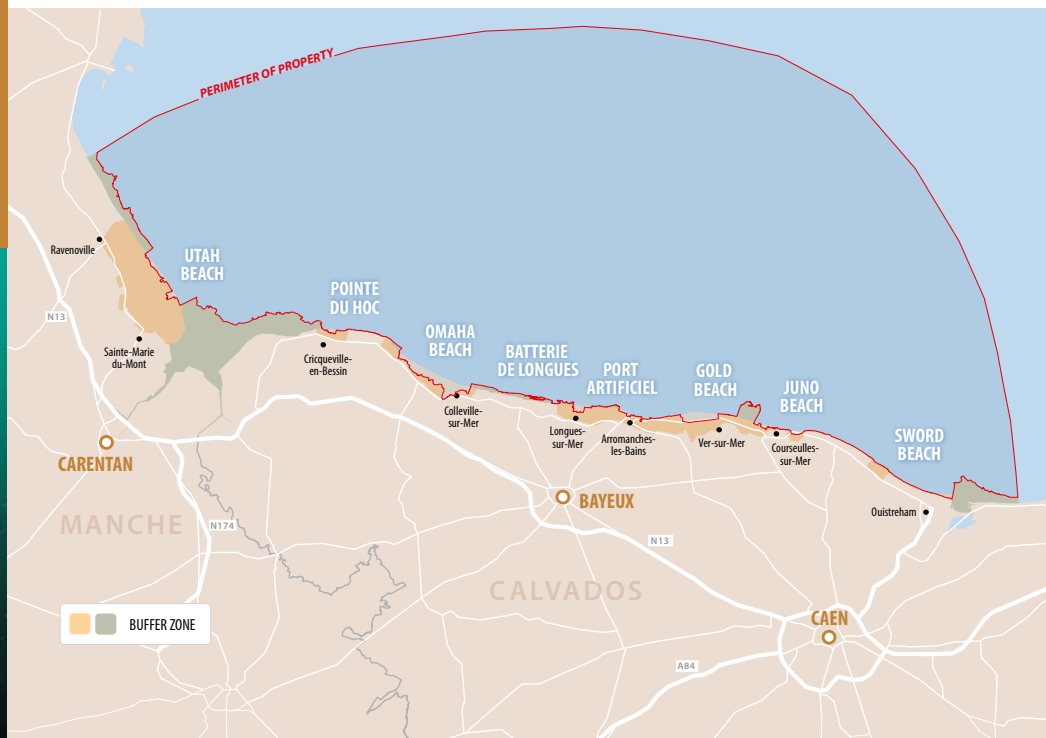 PERIMETER OF PROPERTY
Ravenoville
UTAH
BEACH
POINTE
DU HOC
N13
OMAHA
BEACH
BATTERIE
DE LONGUES
PORT
ARTIFICIEL
GOLD
BEACH
JUNO
BEACH
Sainte-Marie
du-Mont
Cricqueville-
en-Bessin
Colleville-
sur-Mer
Longues-
sur-Mer
Arromanches-
les-Bains
Ver-sur-Mer
Courseulles-
sur-Mer
SWORD
BEACH
CARENTAN
BAYEUX
Ouistreham
MANCHE
N174
N13
CALVADOS
CAEN
BUFFER ZONE
A84